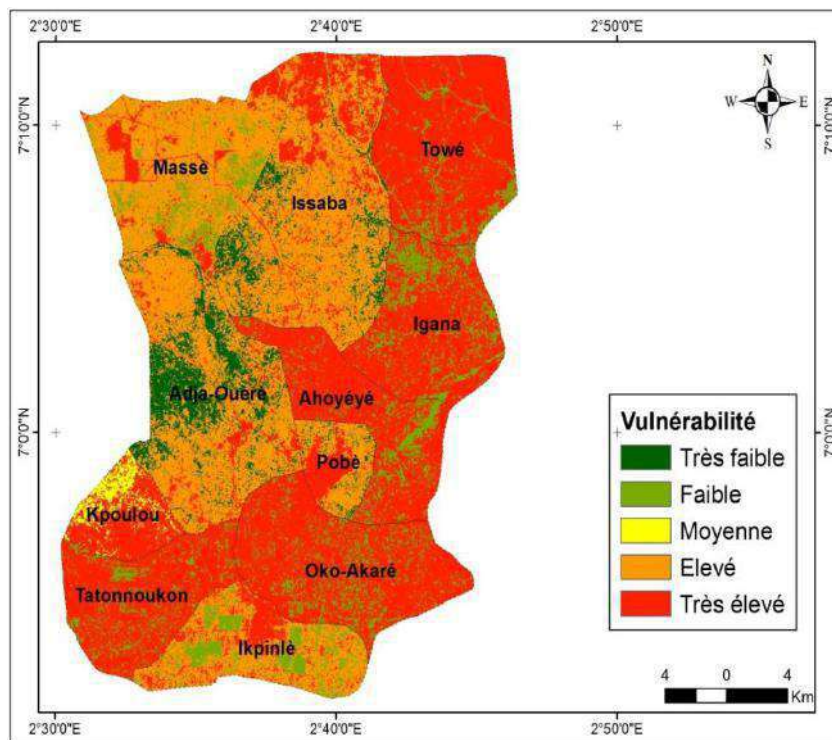 2°30'0"E 2°40'0"E 2°50'0"E
N
W E
S
7°10'0"N 7°10'0"N
Towé
Massè
Issaba
Igana
Adja-Ouèrè Ahoyéyé
7°0'0"N 7°0'0"N
Pobè
Kpoulou
Oko-Akaré
Tatonnoukon
Ikpinlè
Vulnérabilité
Très faible
Faible
Moyenne
Elevé
Très élevé
4 0 4
Km
2°30'0"E 2°40'0"E 2°50'0"E